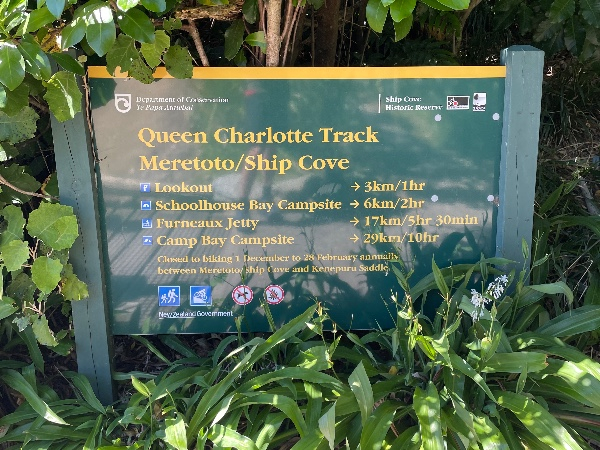 Department of Conservation
Te Papa Atawhai
Ship Cove
Historic Reserve
Queen Charlotte Track
Meretoto/Ship Cove
Lookout → 3km/1hr
Schoolhouse Bay Campsite → 6km/2hr
Furneaux Jetty → 17km/5hr 30min
Camp Bay Campsite → 29km/10hr
Closed to biking 1 December to 28 February annually
between Meretoto/Ship Cove and Kenepuru Saddle.
New Zealand Government